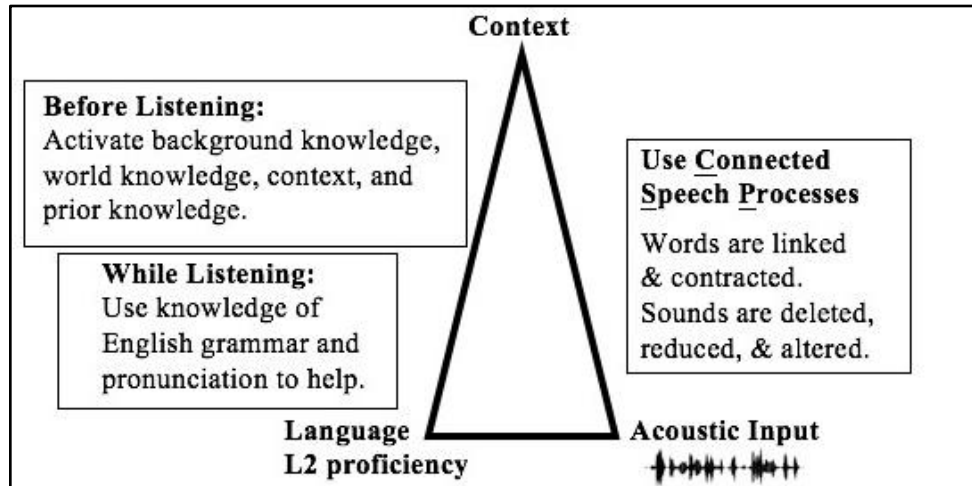 Context
Before Listening:
Activate background knowledge,
world knowledge, context, and
prior knowledge.
While Listening:
Use knowledge of
English grammar and
pronunciation to help.
Use Connected
Speech Processes
Words are linked
& contracted.
Sounds are deleted,
reduced, & altered.
Language
L2 proficiency
Acoustic Input